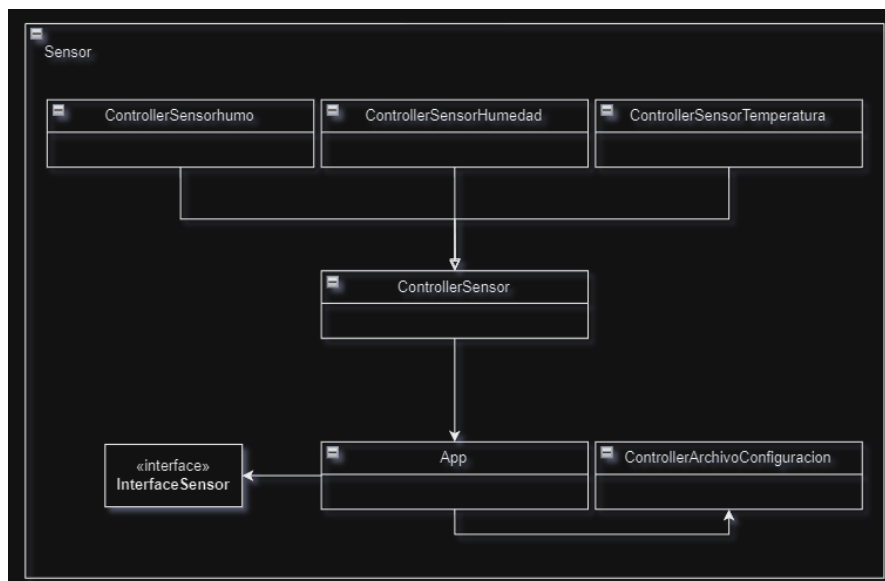 Sensor
ControllerSensorhumo
ControllerSensorHumedad
ControllerSensorTemperatura
ControllerSensor
«interface»
InterfaceSensor
App
ControllerArchivoConfiguracion